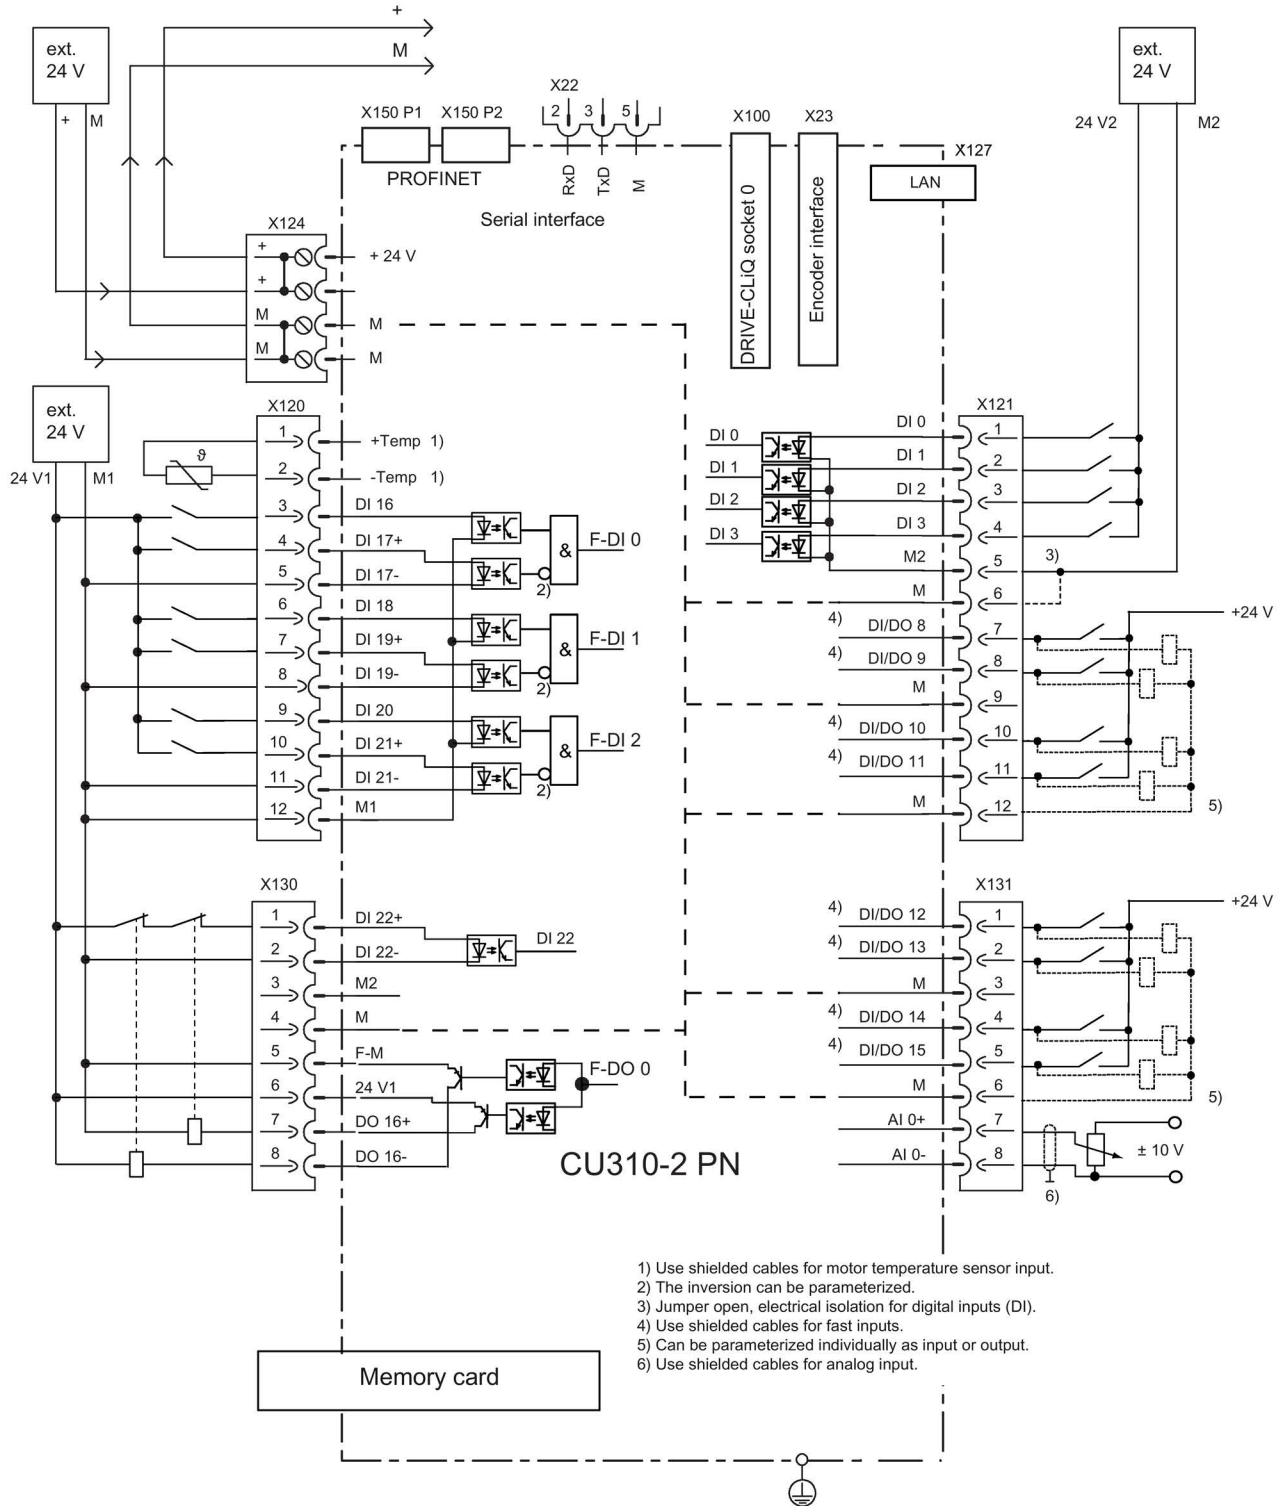 +
M
ext.
24 V
+ M
ext.
24 V
24 V2 M2
X22
2 3 5
RxD TxD M
Serial interface
X150 P1 X150 P2
PROFINET
X100
DRIVE-CLiQ socket 0
X23
Encoder interface
X127
LAN
X124
+ + 24 V
+
M M
M M
ext.
24 V
24 V1 M1
X120
1 +Temp 1)
2 -Temp 1)
3 DI 16
4 DI 17+
5 DI 17-
6 DI 18
7 DI 19+
8 DI 19-
9 DI 20
10 DI 21+
11 DI 21-
12 M1
ϑ
& F-DI 0
2)
& F-DI 1
2)
& F-DI 2
2)
X121
DI 0 DI 0 1
DI 1 DI 1 2
DI 2 DI 2 3
DI 3 DI 3 4
M2 5 3)
M 6
+24 V
4) DI/DO 8 7
4) DI/DO 9 8
M 9
4) DI/DO 10 10
4) DI/DO 11 11
M 12 5)
X130
1 DI 22+
2 DI 22-
DI 22
3 M2
4 M
5 F-M
6 24 V1
7 DO 16+
8 DO 16-
F-DO 0
X131
+24 V
4) DI/DO 12 1
4) DI/DO 13 2
M 3
4) DI/DO 14 4
4) DI/DO 15 5
M 6 5)
AI 0+ 7
AI 0- 8
± 10 V
6)
CU310-2 PN
1) Use shielded cables for motor temperature sensor input.
2) The inversion can be parameterized.
3) Jumper open, electrical isolation for digital inputs (DI).
4) Use shielded cables for fast inputs.
5) Can be parameterized individually as input or output.
6) Use shielded cables for analog input.
Memory card